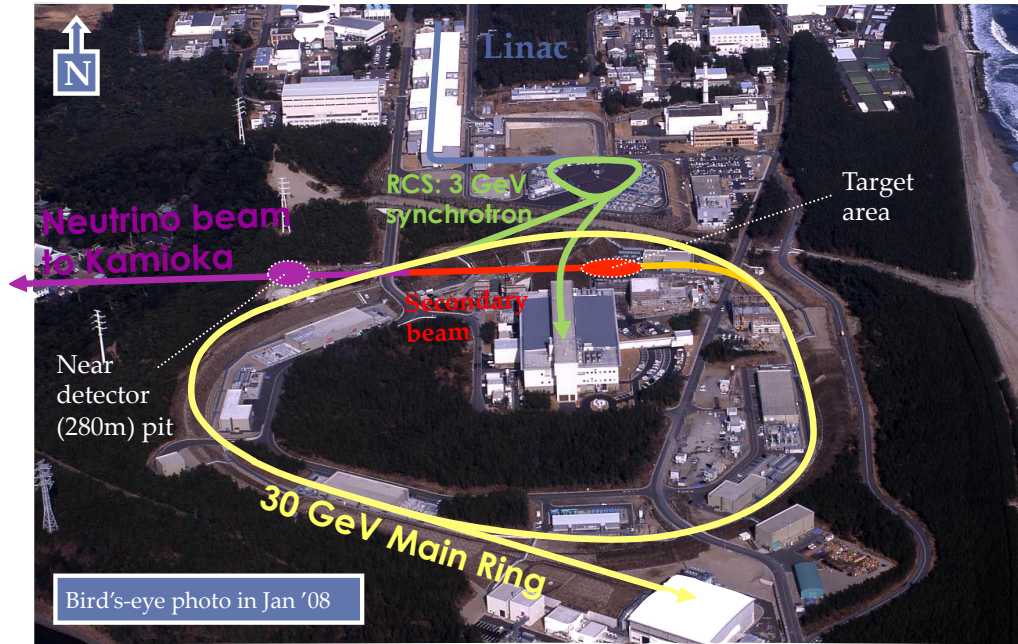 N
Linac
RCS: 3 GeV
synchrotron
Target
area
Neutrino beam
to Kamioka
Secondary
beam
Near
detector
(280m) pit
30 GeV Main Ring
Bird's-eye photo in Jan ’08